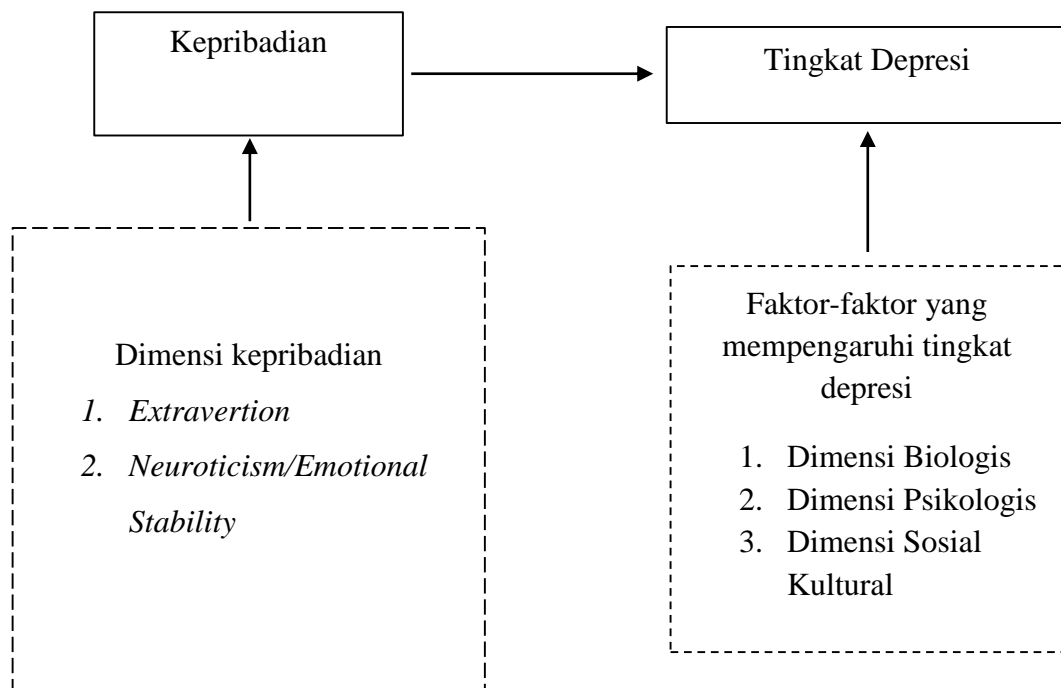 Kepribadian
Tingkat Depresi
Dimensi kepribadian
1. Extravertion
2. Neuroticism/Emotional
Stability
Faktor-faktor yang
mempengaruhi tingkat
depresi
1. Dimensi Biologis
2. Dimensi Psikologis
3. Dimensi Sosial
Kultural